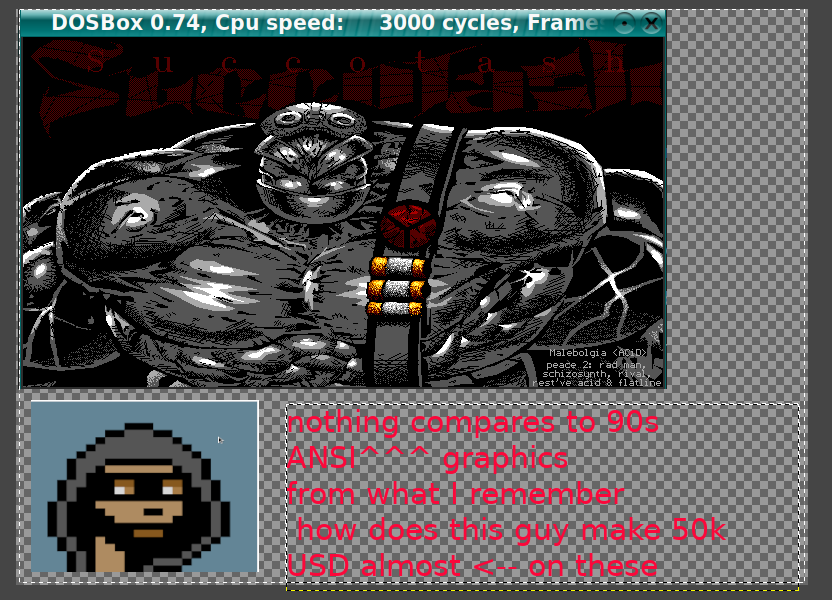 DOSBox 0.74, Cpu speed: 3000 cycles, Frame
S u c c o t a s h
Malebolgia <ACiD>
peace 2: rad man,
schizosynth, rival,
rest've acid & flatline
nothing compares to 90s
ANSI^^^ graphics
from what I remember
how does this guy make 50k
USD almost <-- on these